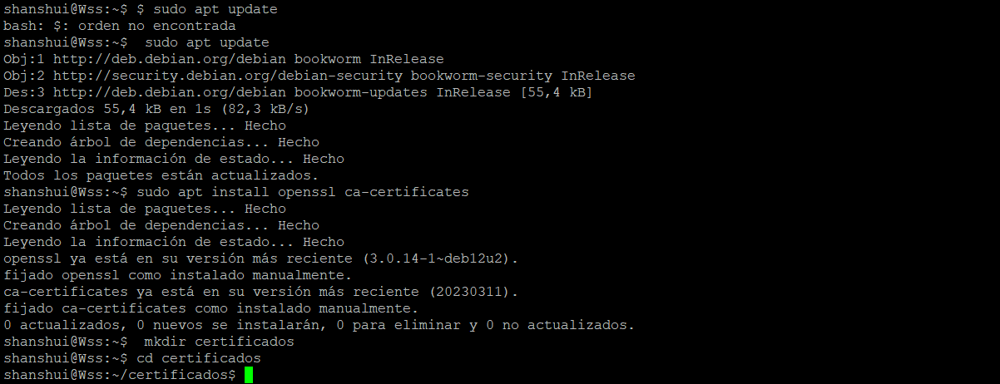 shanshui@Wss:~$ $ sudo apt update
bash: $: orden no encontrada
shanshui@Wss:~$  sudo apt update
Obj:1 http://deb.debian.org/debian bookworm InRelease
Obj:2 http://security.debian.org/debian-security bookworm-security InRelease
Des:3 http://deb.debian.org/debian bookworm-updates InRelease [55,4 kB]
Descargados 55,4 kB en 1s (82,3 kB/s)
Leyendo lista de paquetes... Hecho
Creando árbol de dependencias... Hecho
Leyendo la información de estado... Hecho
Todos los paquetes están actualizados.
shanshui@Wss:~$ sudo apt install openssl ca-certificates
Leyendo lista de paquetes... Hecho
Creando árbol de dependencias... Hecho
Leyendo la información de estado... Hecho
openssl ya está en su versión más reciente (3.0.14-1~deb12u2).
fijado openssl como instalado manualmente.
ca-certificates ya está en su versión más reciente (20230311).
fijado ca-certificates como instalado manualmente.
0 actualizados, 0 nuevos se instalarán, 0 para eliminar y 0 no actualizados.
shanshui@Wss:~$  mkdir certificados
shanshui@Wss:~$ cd certificados
shanshui@Wss:~/certificados$